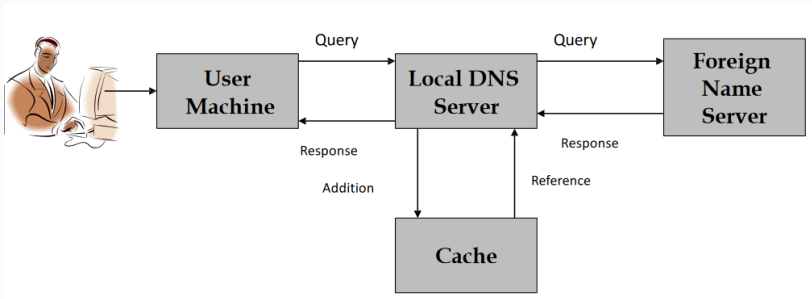 Query
Query
User
Machine
Local DNS
Server
Foreign
Name
Server
Response
Response
Addition
Reference
Cache